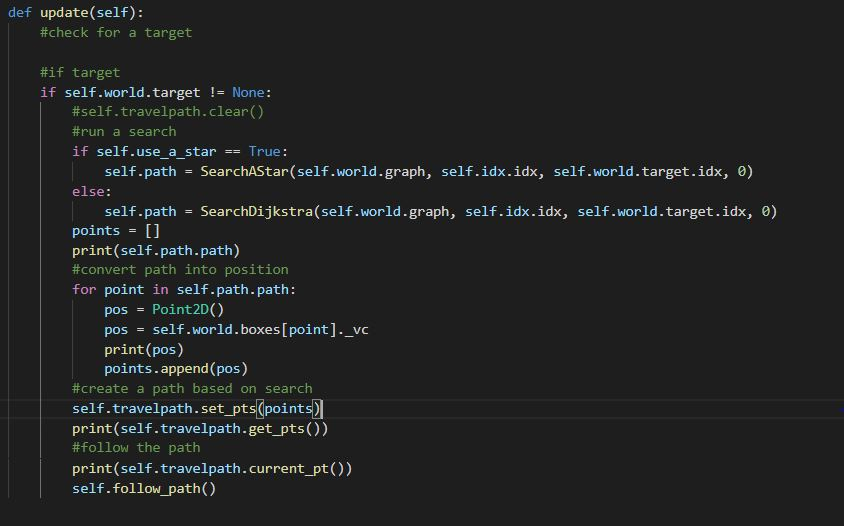 def update(self):
    #check for a target
    #if target
    if self.world.target != None:
        #self.travelpath.clear()
        #run a search
        if self.use_a_star == True:
            self.path = SearchAStar(self.world.graph, self.idx.idx, self.world.target.idx, 0)
        else:
            self.path = SearchDijkstra(self.world.graph, self.idx.idx, self.world.target.idx, 0)
        points = []
        print(self.path.path)
        #convert path into position
        for point in self.path.path:
            pos = Point2D()
            pos = self.world.boxes[point]._vc
            print(pos)
            points.append(pos)
        #create a path based on search
        self.travelpath.set_pts(points)
        print(self.travelpath.get_pts())
        #follow the path
        print(self.travelpath.current_pt())
        self.follow_path()